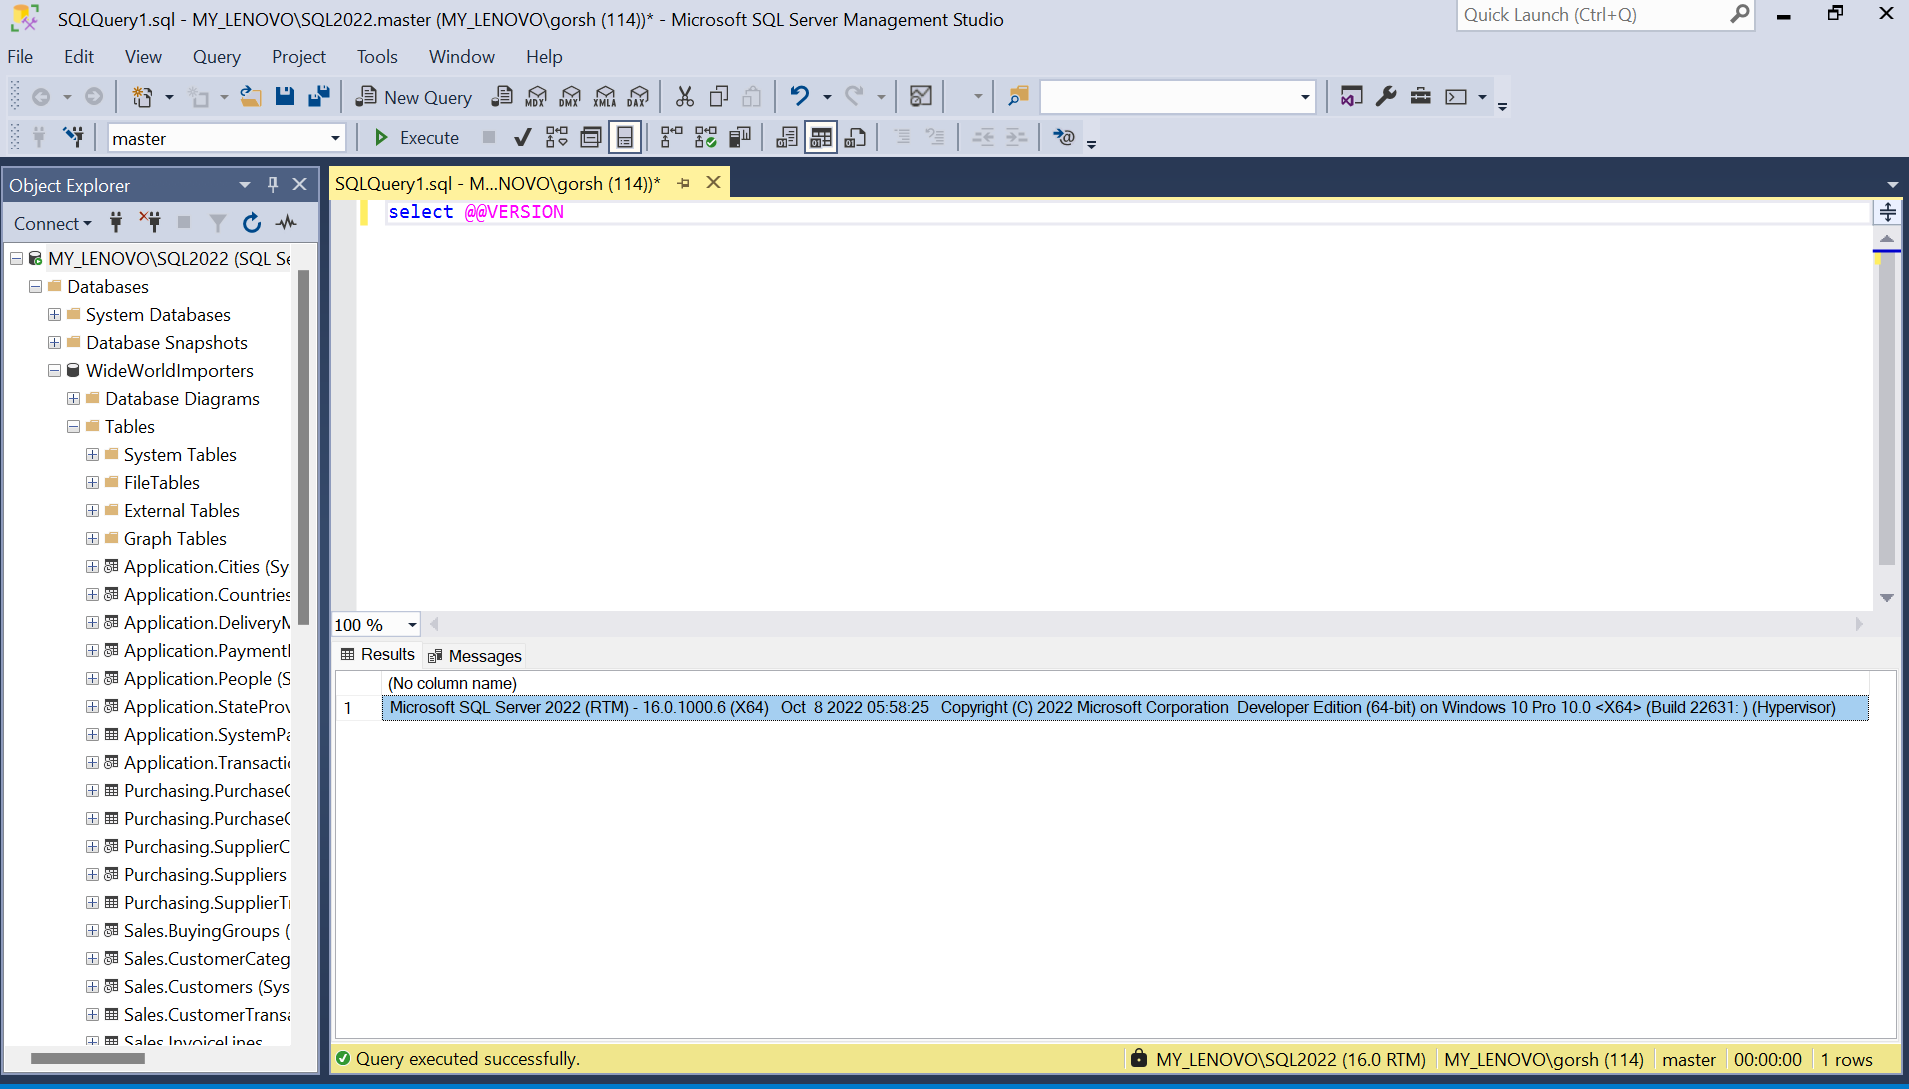 SQLQuery1.sql - MY_LENOVO\SQL2022.master (MY_LENOVO\gorsh (114))* - Microsoft SQL Server Management Studio
Quick Launch (Ctrl+Q)
File Edit View Query Project Tools Window Help
New Query MDX DMX XMLA DAX
master Execute
Object Explorer
SQLQuery1.sql - M...NOVO\gorsh (114))*
Connect
select @@VERSION
MY_LENOVO\SQL2022 (SQL Se
Databases
System Databases
Database Snapshots
WideWorldImporters
Database Diagrams
Tables
System Tables
FileTables
External Tables
Graph Tables
Application.Cities (Sy
Application.Countries
Application.DeliveryM
Application.Payment
Application.People (S
Application.StateProv
Application.SystemPa
Application.Transactio
Purchasing.PurchaseO
Purchasing.PurchaseO
Purchasing.SupplierC
Purchasing.Suppliers
Purchasing.SupplierTr
Sales.BuyingGroups (
Sales.CustomerCateg
Sales.Customers (Sys
Sales.CustomerTransa
Sales.InvoiceLines
100 %
Results Messages
(No column name)
1 Microsoft SQL Server 2022 (RTM) - 16.0.1000.6 (X64) Oct 8 2022 05:58:25 Copyright (C) 2022 Microsoft Corporation Developer Edition (64-bit) on Windows 10 Pro 10.0 <X64> (Build 22631: ) (Hypervisor)
Query executed successfully.
MY_LENOVO\SQL2022 (16.0 RTM) MY_LENOVO\gorsh (114) master 00:00:00 1 rows